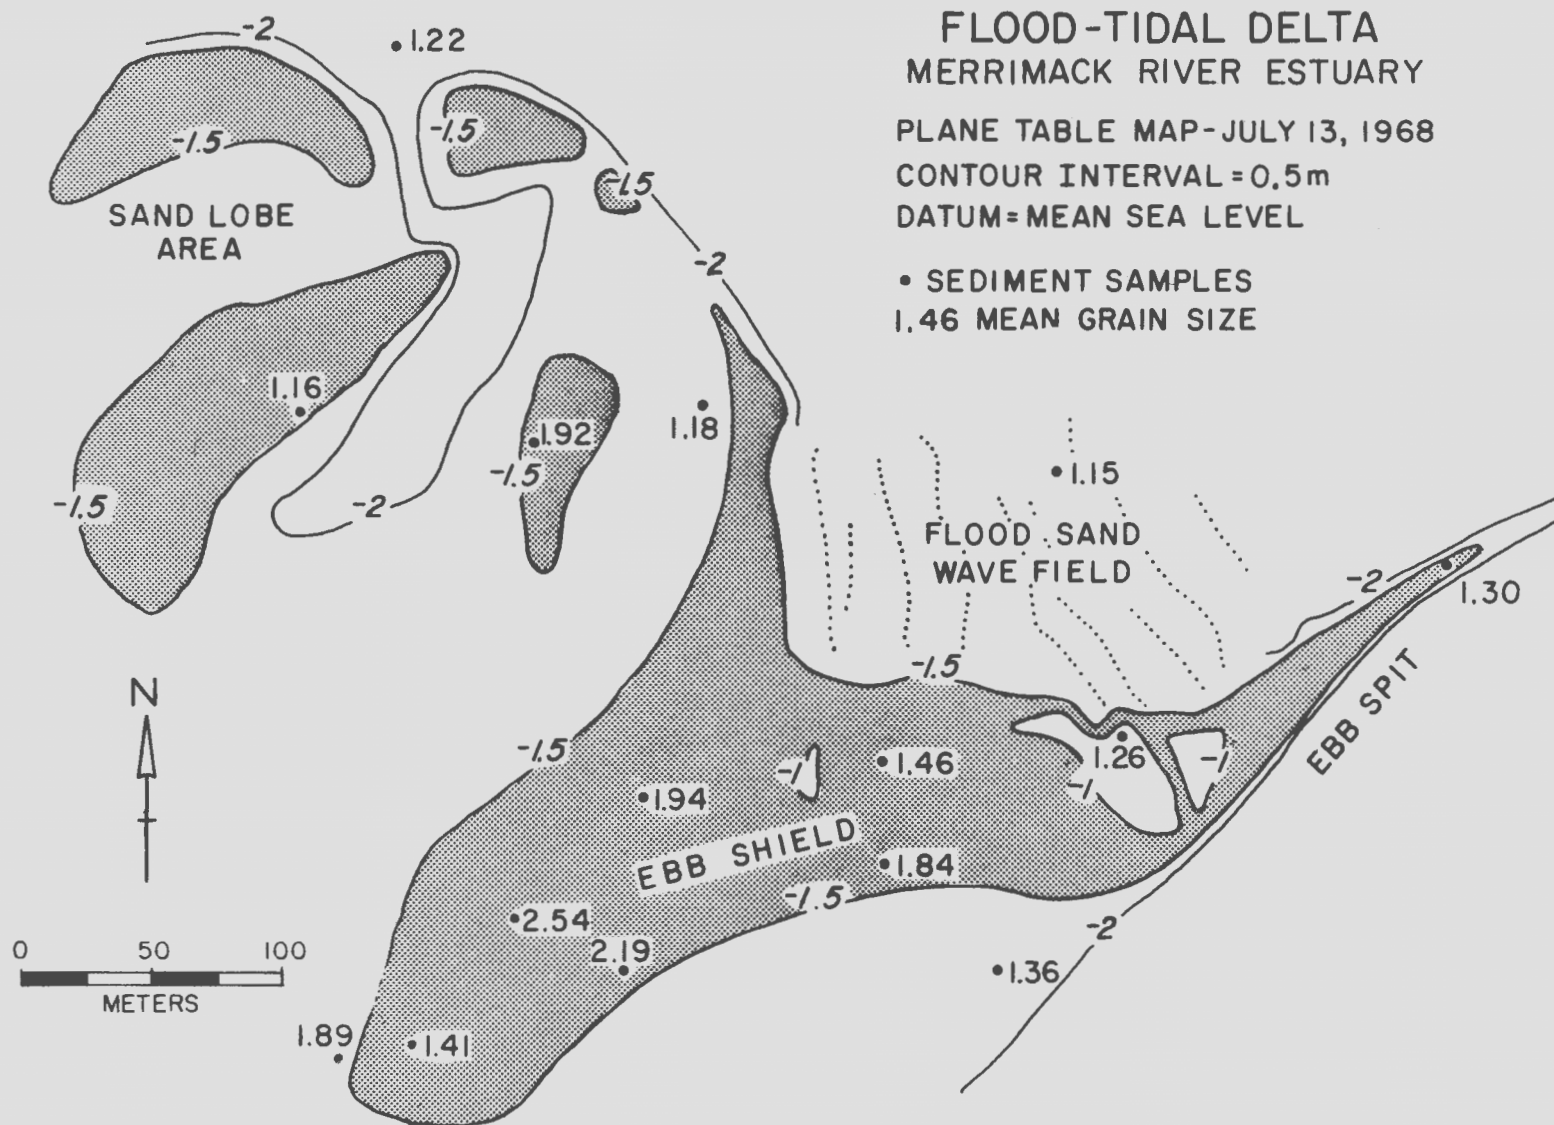 FLOOD-TIDAL DELTA
MERRIMACK RIVER ESTUARY
PLANE TABLE MAP-JULY 13, 1968
CONTOUR INTERVAL = 0.5m
DATUM = MEAN SEA LEVEL
• SEDIMENT SAMPLES
1.46 MEAN GRAIN SIZE
-2
1.22
-1.5
-1.5
-1.5
SAND LOBE
AREA
-2
1.16
1.92
1.18
-1.5
-1.5
-2
1.15
FLOOD SAND
WAVE FIELD
-2
1.30
-1.5
EBB SPIT
N
-1.5
-1
1.46
1.26
-1
-1
1.94
EBB SHIELD
1.84
-1.5
2.54
2.19
-2
1.36
0 50 100
METERS
1.89
1.41